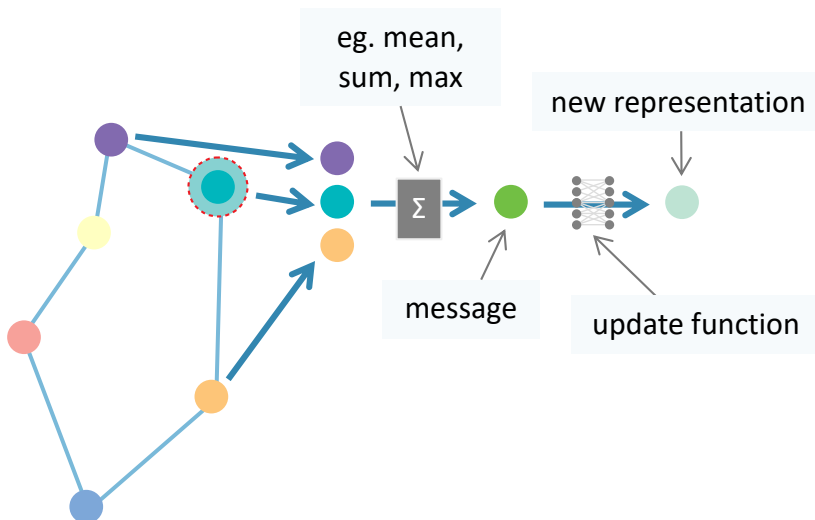 eg. mean,
sum, max
new representation
Σ
message
update function